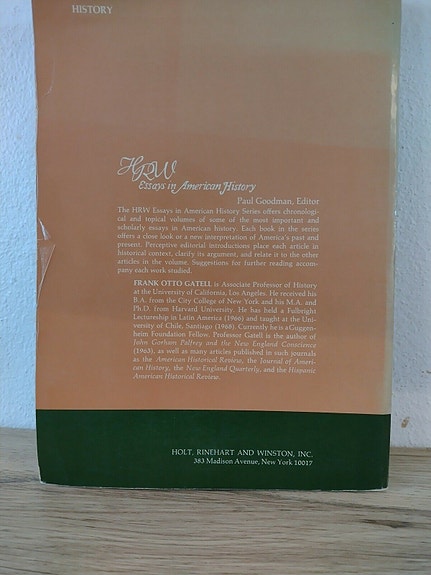 HISTORY
HRW
Essays in American History
Paul Goodman, Editor
The HRW Essays in American History Series offers chronologi-
cal and topical volumes of some of the most important and
scholarly essays in American history. Each book in the series
offers a close look or a new interpretation of America's past and
present. Perceptive editorial introductions place each article in
historical context, clarify its argument, and relate it to the other
articles in the volume. Suggestions for further reading accom-
pany each work studied.
FRANK OTTO GATELL is Associate Professor of History
at the University of California, Los Angeles. He received his
B.A. from the City College of New York and his M.A. and
Ph.D. from Harvard University. He has held a Fulbright
Lectureship in Latin America (1966) and taught at the Uni-
versity of Chile, Santiago (1968). Currently he is a Guggen-
heim Foundation Fellow. Professor Gatell is the author of
John Gorham Palfrey and the New England Conscience
(1963), as well as many articles published in such journals
as the American Historical Review, the Journal of Ameri-
can History, the New England Quarterly, and the Hispanic
American Historical Review.
HOLT, RINEHART AND WINSTON, INC.
383 Madison Avenue, New York 10017